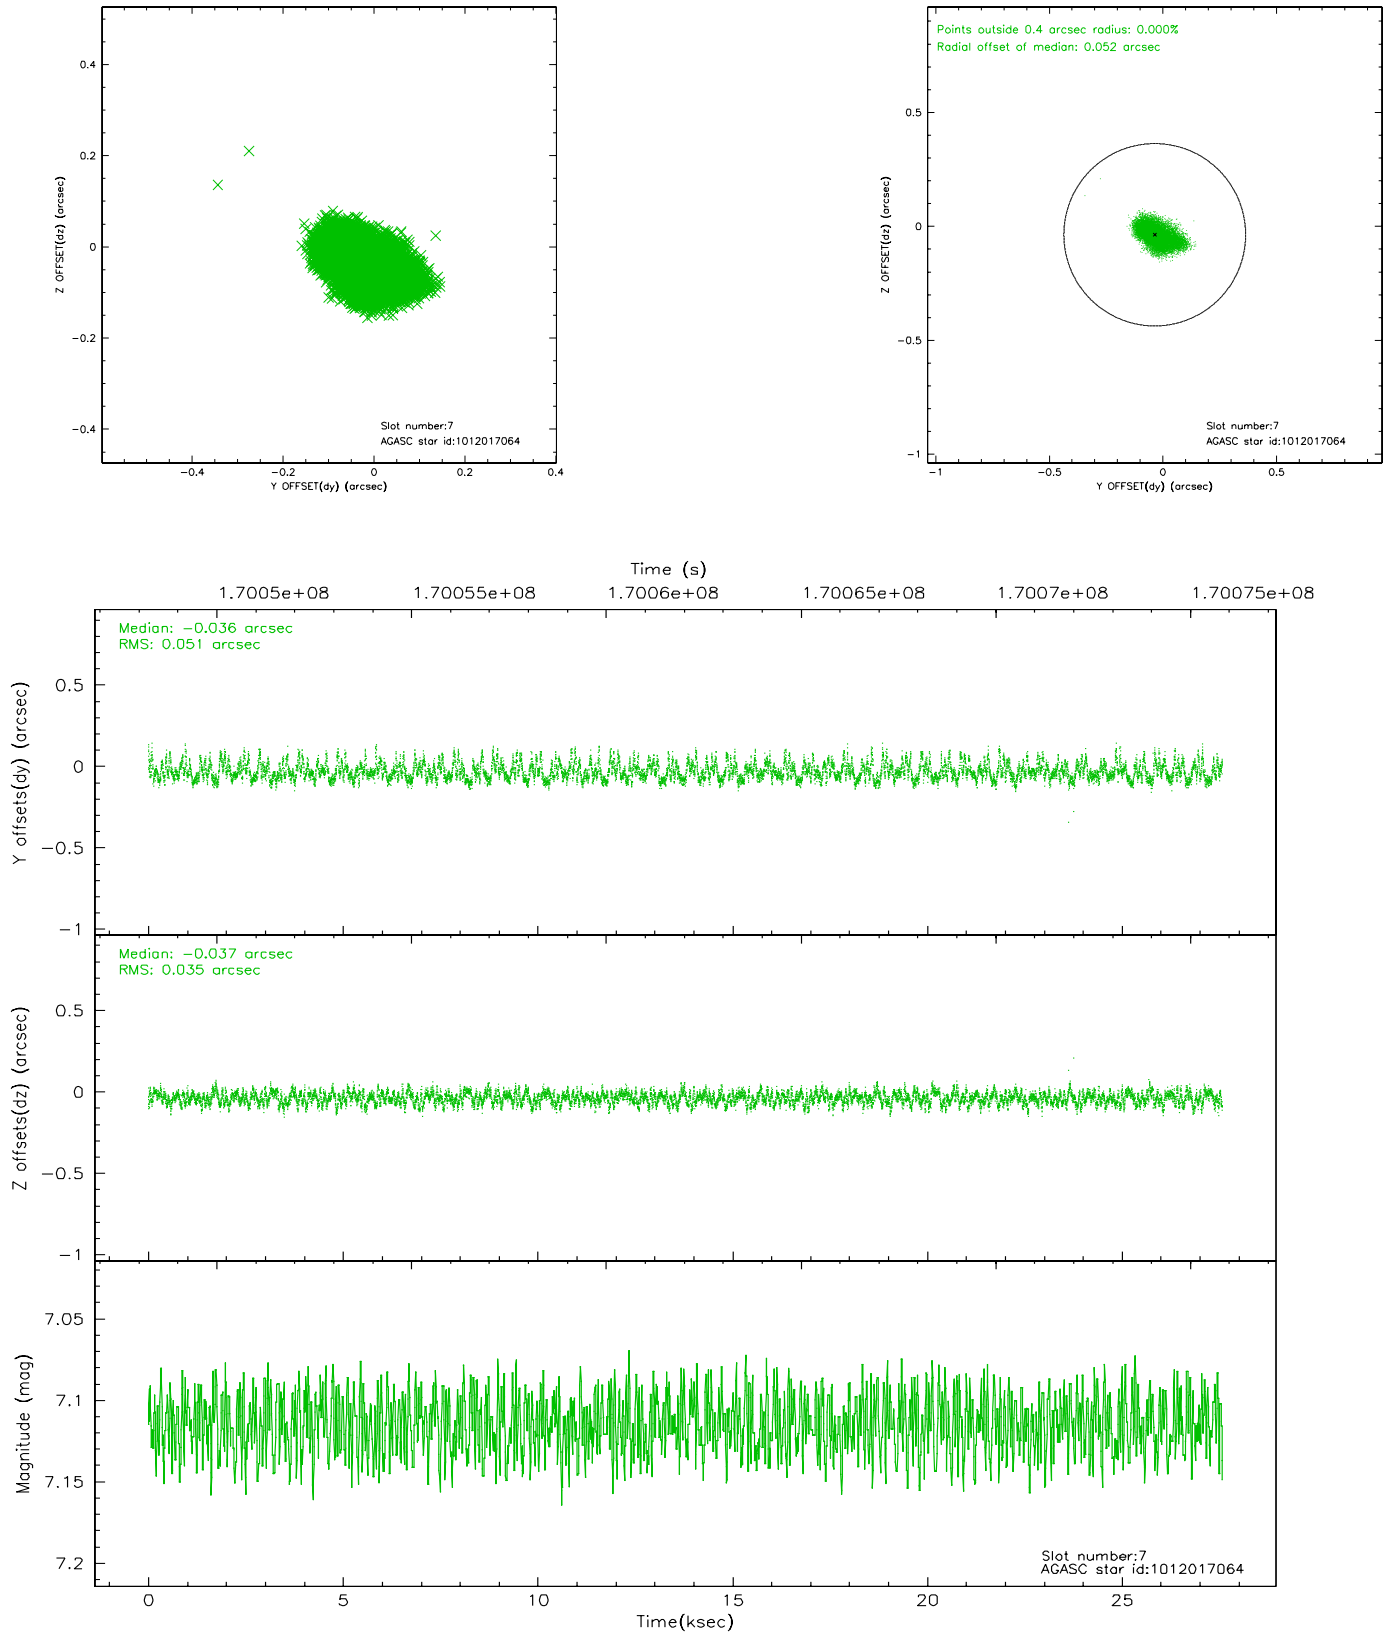 0.4
0.2
0
−0.2
−0.4
Z OFFSET(dz) (arcsec)
Slot number:7
AGASC star id:1012017064
−0.4 −0.2 0 0.2 0.4
Y OFFSET(dy) (arcsec)
Points outside 0.4 arcsec radius: 0.000%
Radial offset of median: 0.052 arcsec
0.5
0
−0.5
−1
Z OFFSET(dz) (arcsec)
Slot number:7
AGASC star id:1012017064
−1 −0.5 0 0.5
Y OFFSET(dy) (arcsec)
Time (s)
1.7005e+08 1.70055e+08 1.7006e+08 1.70065e+08 1.7007e+08 1.70075e+08
Median: −0.036 arcsec
RMS: 0.051 arcsec
0.5
0
−0.5
−1
Y offsets(dy) (arcsec)
Median: −0.037 arcsec
RMS: 0.035 arcsec
0.5
0
−0.5
−1
Z offsets(dz) (arcsec)
7.05
7.1
7.15
7.2
Magnitude (mag)
Slot number:7
AGASC star id:1012017064
0 5 10 15 20 25
Time(ksec)